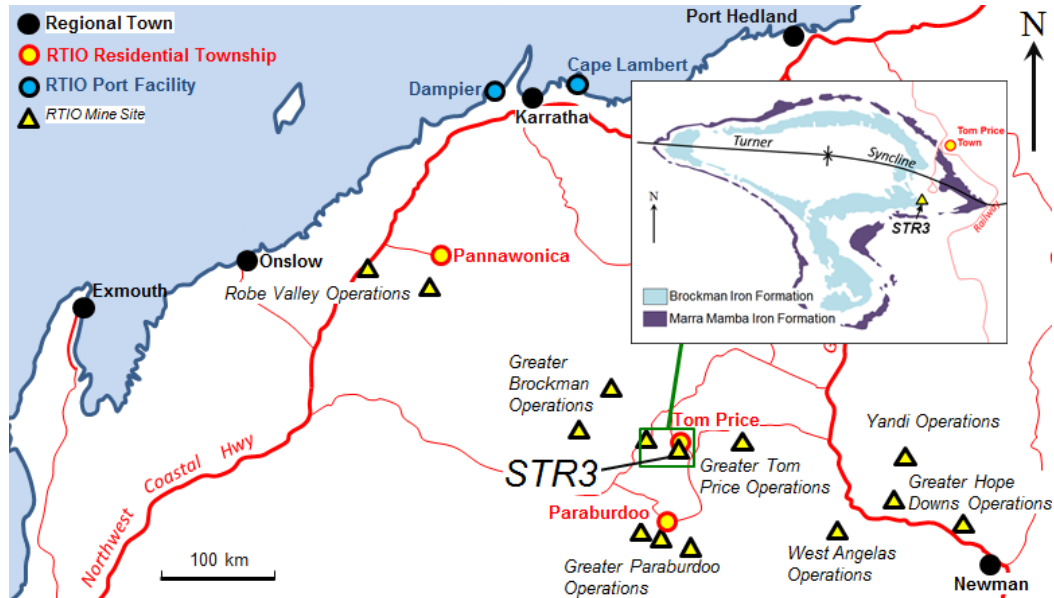 Regional Town
RTIO Residential Township
RTIO Port Facility
RTIO Mine Site
Port Hedland
N
Cape Lambert
Dampier
Karratha
Turner
Syncline
Tom Price
Town
N
STR3
Railway
Brockman Iron Formation
Marra Mamba Iron Formation
Onslow
Pannawonica
Robe Valley Operations
Exmouth
Greater
Brockman
Operations
Tom Price
STR3
Greater Tom
Price Operations
Yandi Operations
Greater Hope
Downs Operations
Northwest Coastal Hwy
Paraburdoo
Greater Paraburdoo
Operations
West Angelas
Operations
Newman
100 km